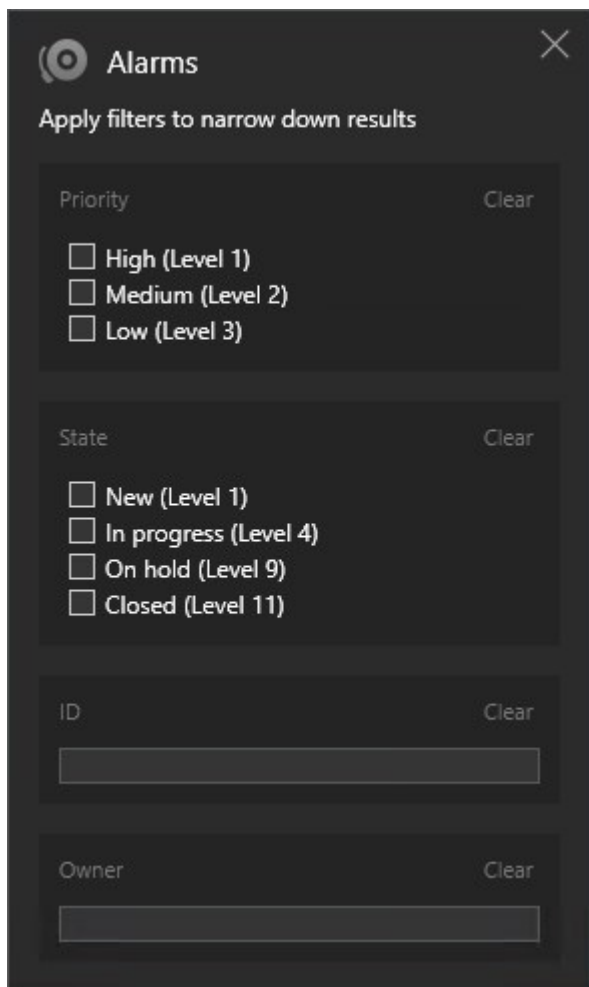 Alarms
Apply filters to narrow down results
Priority Clear
High (Level 1)
Medium (Level 2)
Low (Level 3)
State Clear
New (Level 1)
In progress (Level 4)
On hold (Level 9)
Closed (Level 11)
ID Clear
Owner Clear